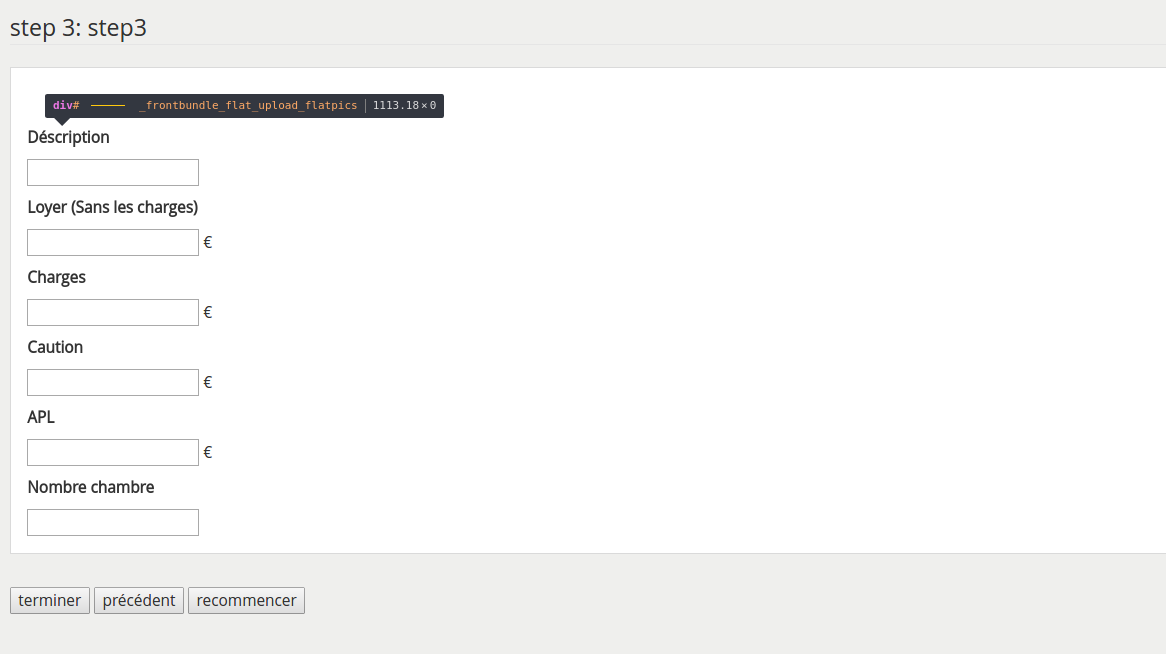 step 3: step3
div# _frontbundle_flat_upload_flatpics 1113.18×0
Déscription
Loyer (Sans les charges)
€
Charges
€
Caution
€
APL
€
Nombre chambre
terminer précédent recommencer